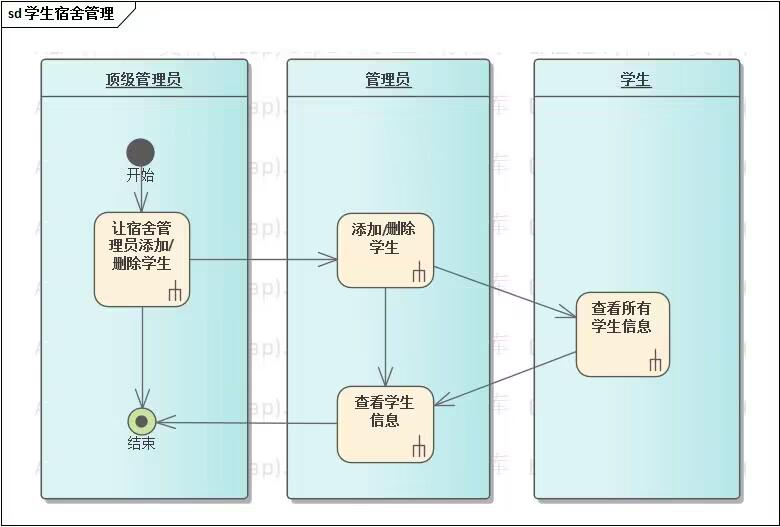 sd 学生宿舍管理
顶级管理员
管理员
学生
开始
让宿舍管
理员添加/
删除学生
添加/删除
学生
查看所有
学生信息
查看学生
信息
结束